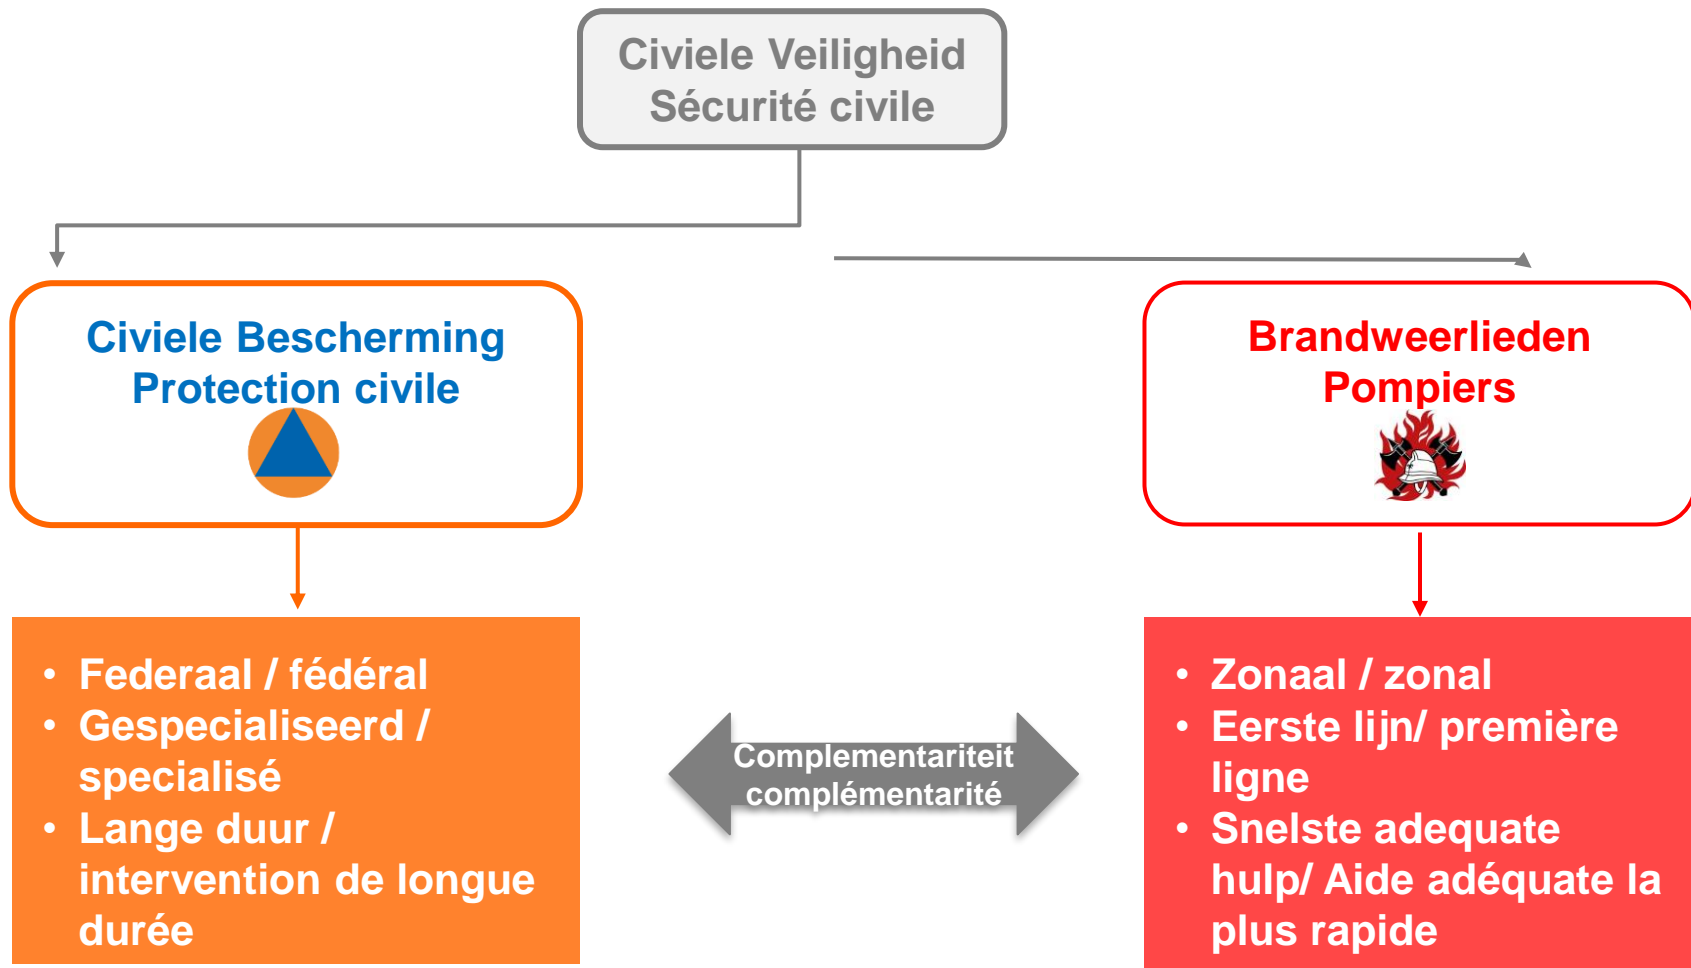 Civiele Veiligheid
Sécurité civile
Civiele Bescherming
Protection civile
Brandweerlieden
Pompiers
• Federaal / fédéral
• Gespecialiseerd /
specialisé
• Lange duur /
intervention de longue
durée
Complementariteit
complémentarité
• Zonaal / zonal
• Eerste lijn/ première
ligne
• Snelste adequate
hulp/ Aide adéquate la
plus rapide